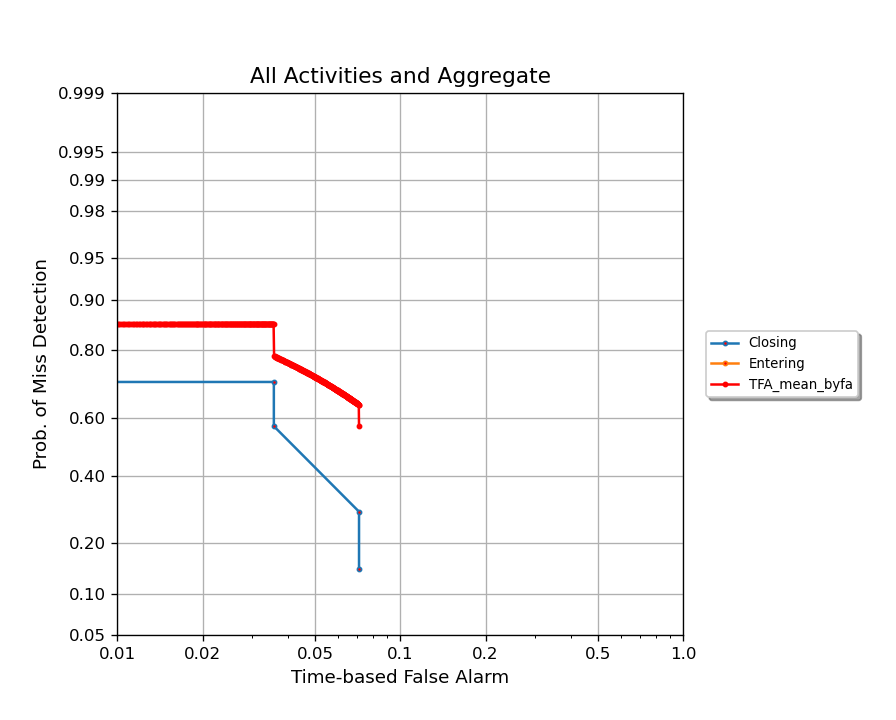 All Activities and Aggregate
0.999
0.995
0.99
0.98
0.95
0.90
0.80
0.60
0.40
0.20
0.10
0.05
Prob. of Miss Detection
0.01 0.02 0.05 0.1 0.2 0.5 1.0
Time-based False Alarm
Closing
Entering
TFA_mean_byfa